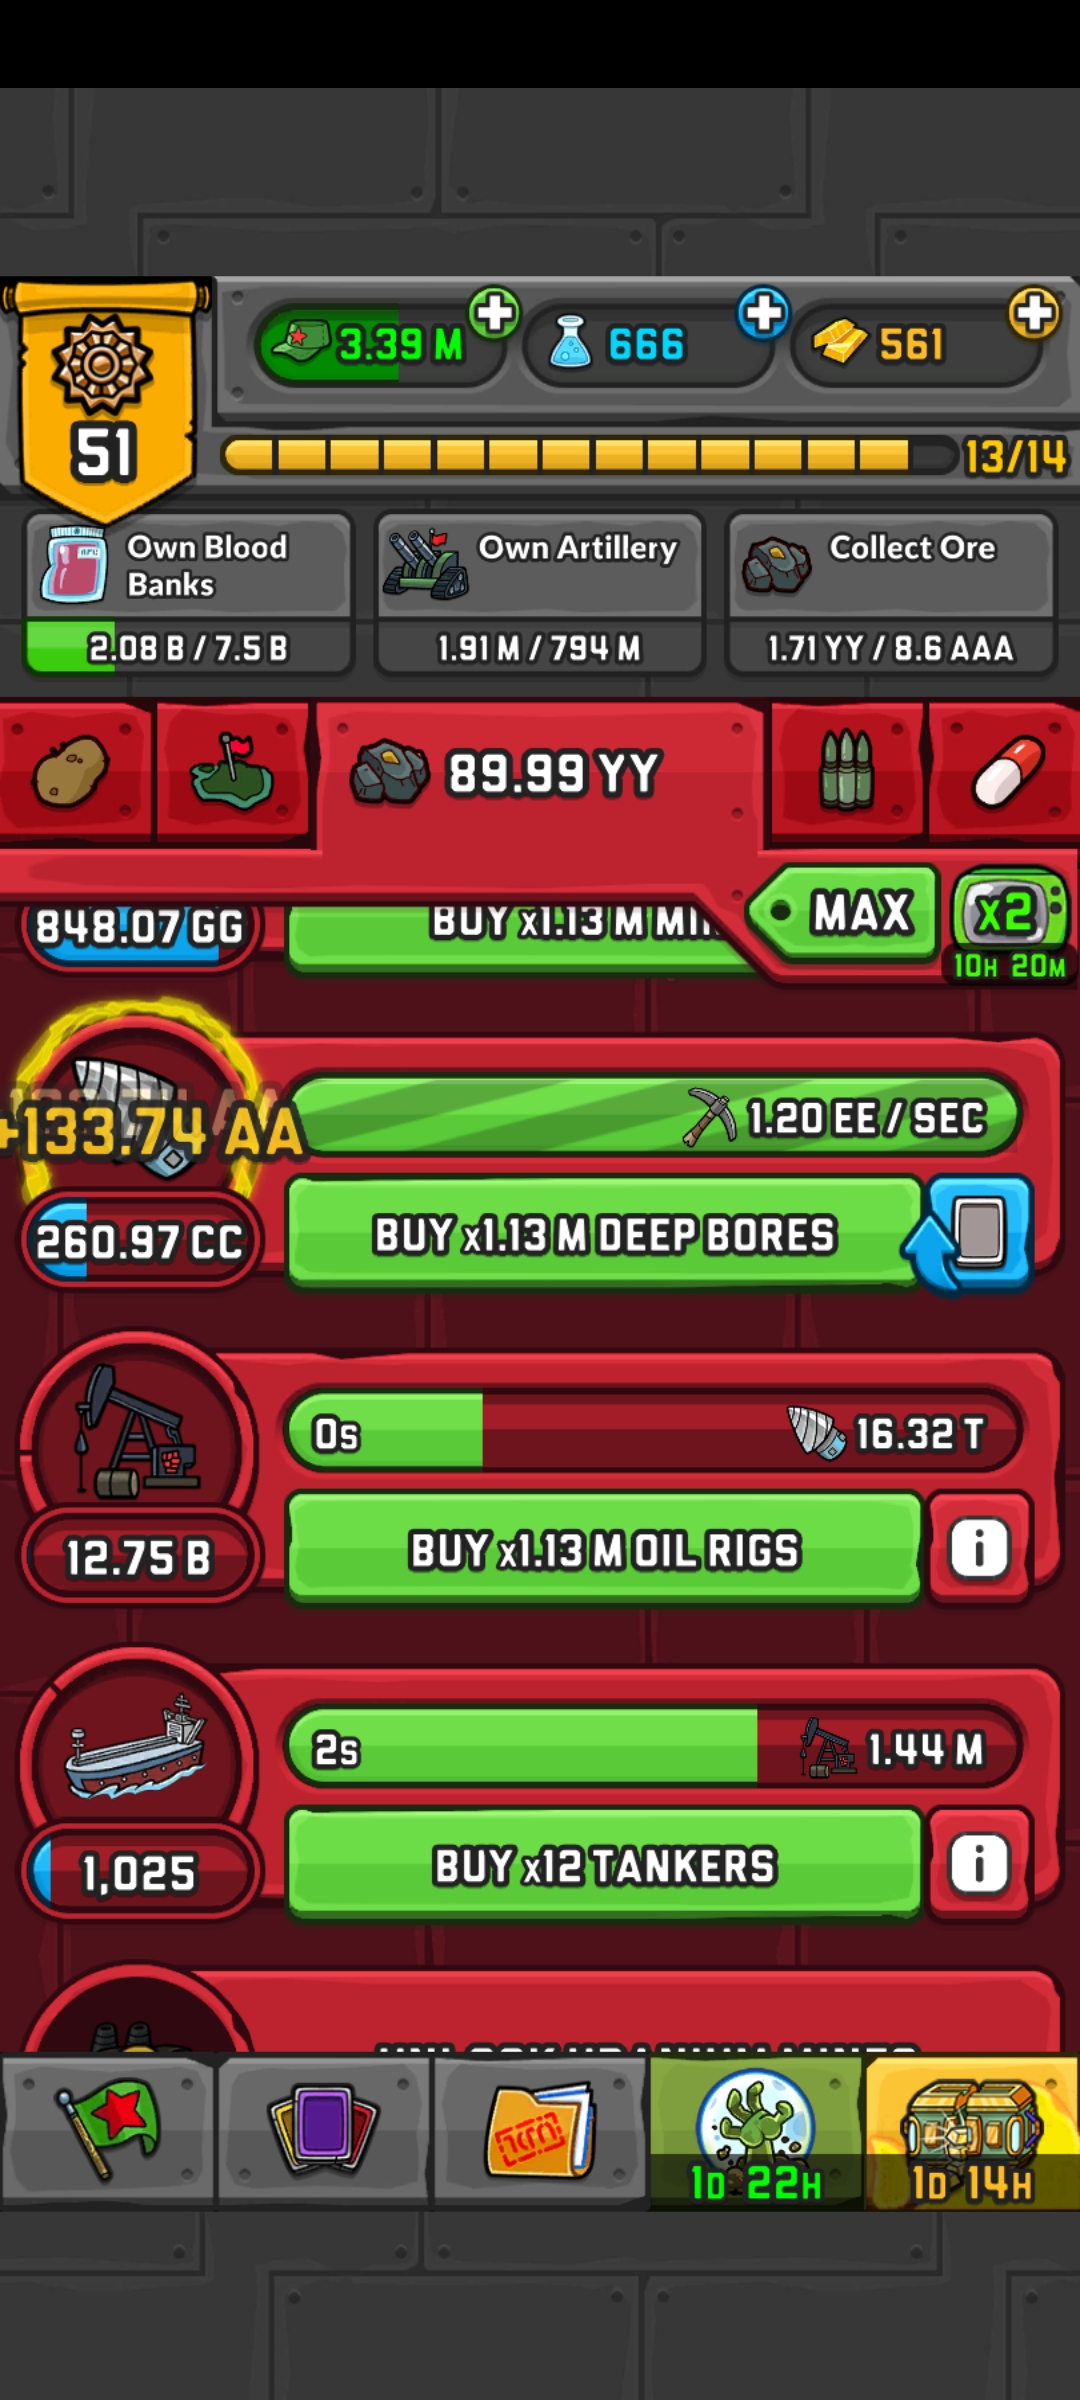 3.39 M
666
561
51
13/14
Own Blood
Banks
Own Artillery
Collect Ore
2.08 B / 7.5 B
1.91 M / 794 M
1.71 YY / 8.6 AAA
89.99 YY
MAX
x2
10H 20M
848.07 GG
BUY x1.13 M
+133.74 AA
1.20 EE / SEC
260.97 CC
BUY x1.13 M DEEP BORES
0s
16.32 T
12.75 B
BUY x1.13 M OIL RIGS
i
2s
1.44 M
1,025
BUY x12 TANKERS
i
1D 22H
1D 14H